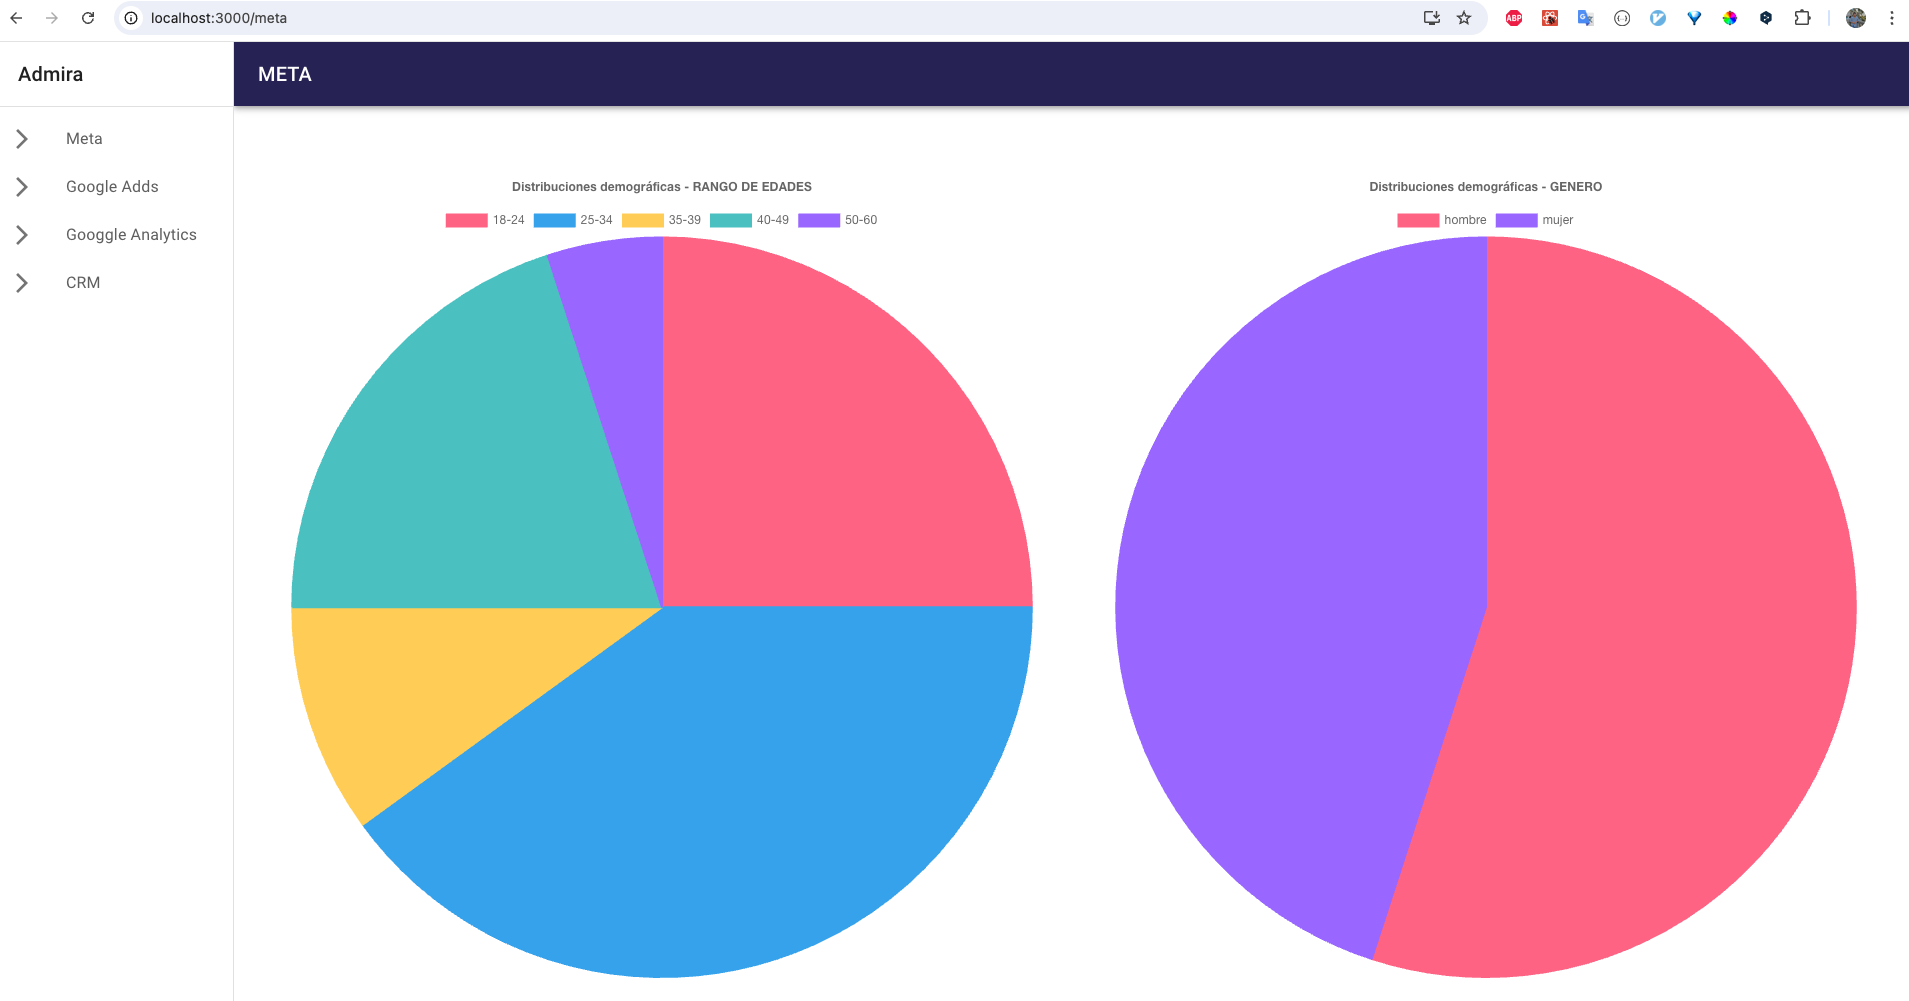 localhost:3000/meta
ABP
Admira
META
Meta
Google Adds
Googgle Analytics
CRM
Distribuciones demográficas - RANGO DE EDADES
18-24 25-34 35-39 40-49 50-60
Distribuciones demográficas - GENERO
hombre mujer